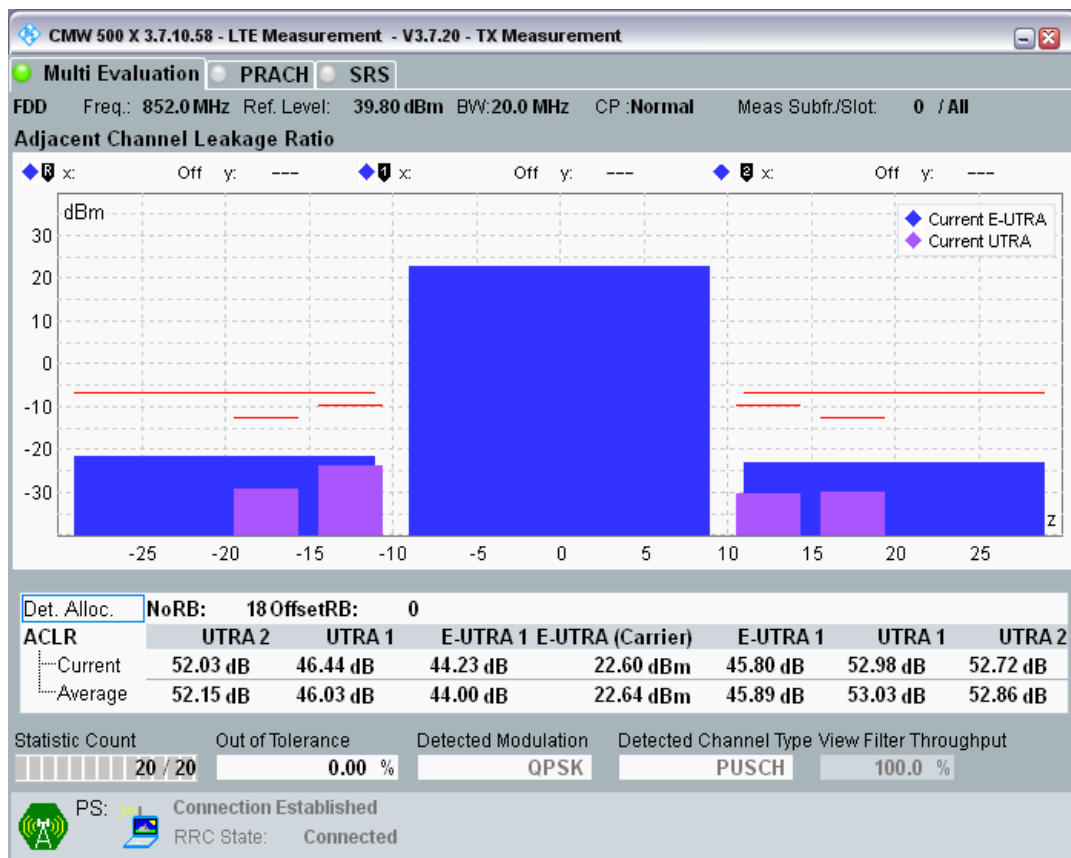 CMW 500 X 3.7.10.58 - LTE Measurement - V3.7.20 - TX Measurement
Multi Evaluation PRACH SRS
FDD Freq.: 852.0 MHz Ref. Level: 39.80 dBm BW:20.0 MHz CP :Normal Meas Subfr./Slot: 0 / All
Adjacent Channel Leakage Ratio
R x: Off y: --- 1 x: Off y: --- 2 x: Off y: ---
dBm
Current E-UTRA
Current UTRA
30
20
10
0
-10
-20
-30
z
-25 -20 -15 -10 -5 0 5 10 15 20 25
Det. Alloc. NoRB: 18 OffsetRB: 0
ACLR UTRA 2 UTRA 1 E-UTRA 1 E-UTRA (Carrier) E-UTRA 1 UTRA 1 UTRA 2
Current 52.03 dB 46.44 dB 44.23 dB 22.60 dBm 45.80 dB 52.98 dB 52.72 dB
Average 52.15 dB 46.03 dB 44.00 dB 22.64 dBm 45.89 dB 53.03 dB 52.86 dB
Statistic Count Out of Tolerance Detected Modulation Detected Channel Type View Filter Throughput
20 / 20 0.00 % QPSK PUSCH 100.0 %
PS: Connection Established
RRC State: Connected